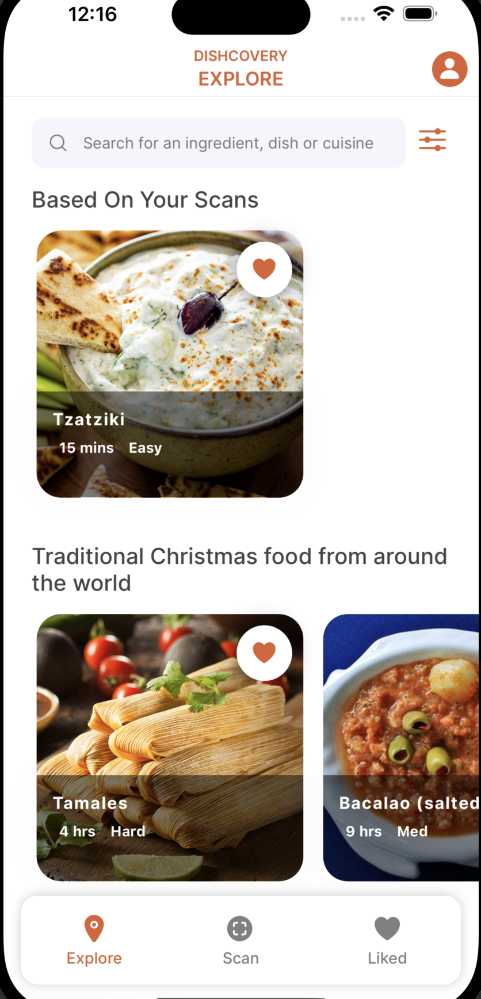 12:16
DISHCOVERY
EXPLORE
Search for an ingredient, dish or cuisine
Based On Your Scans
Tzatziki
15 mins Easy
Traditional Christmas food from around
the world
Tamales
4 hrs Hard
Bacalao (salted
9 hrs Med
Explore
Scan
Liked